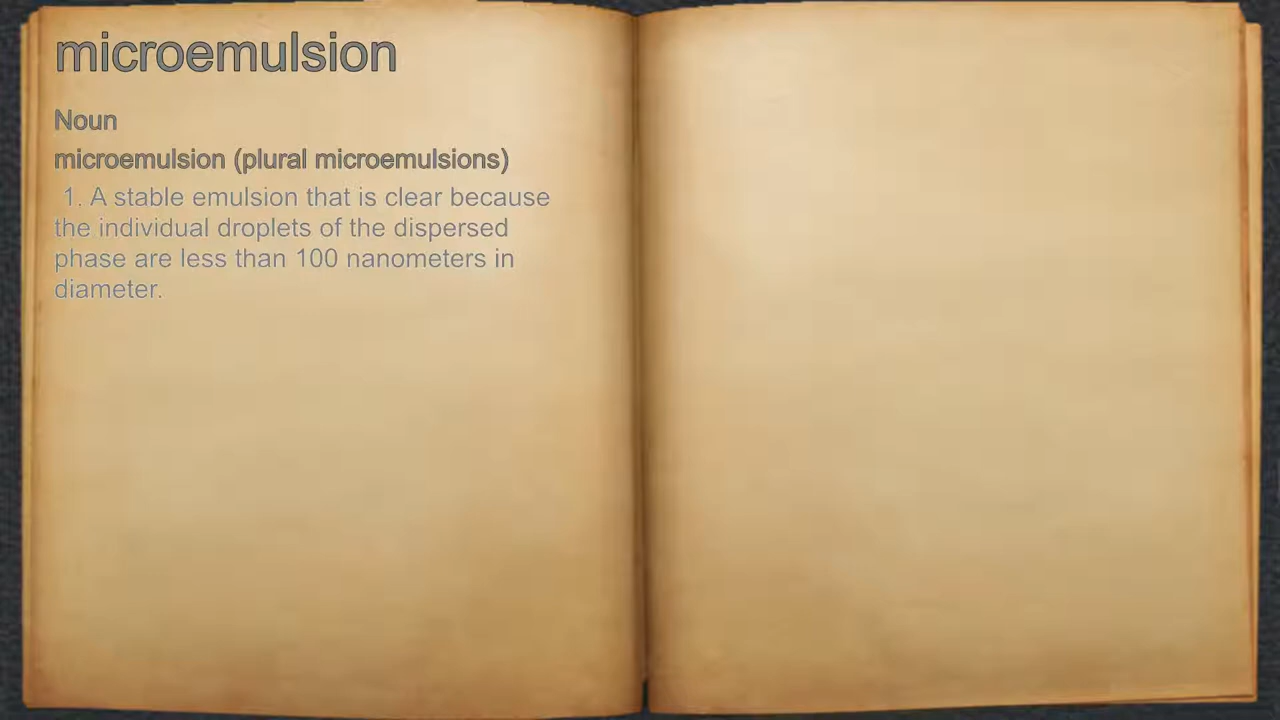 microemulsion
Noun
microemulsion (plural microemulsions)
1. A stable emulsion that is clear because
the individual droplets of the dispersed
phase are less than 100 nanometers in
diameter.